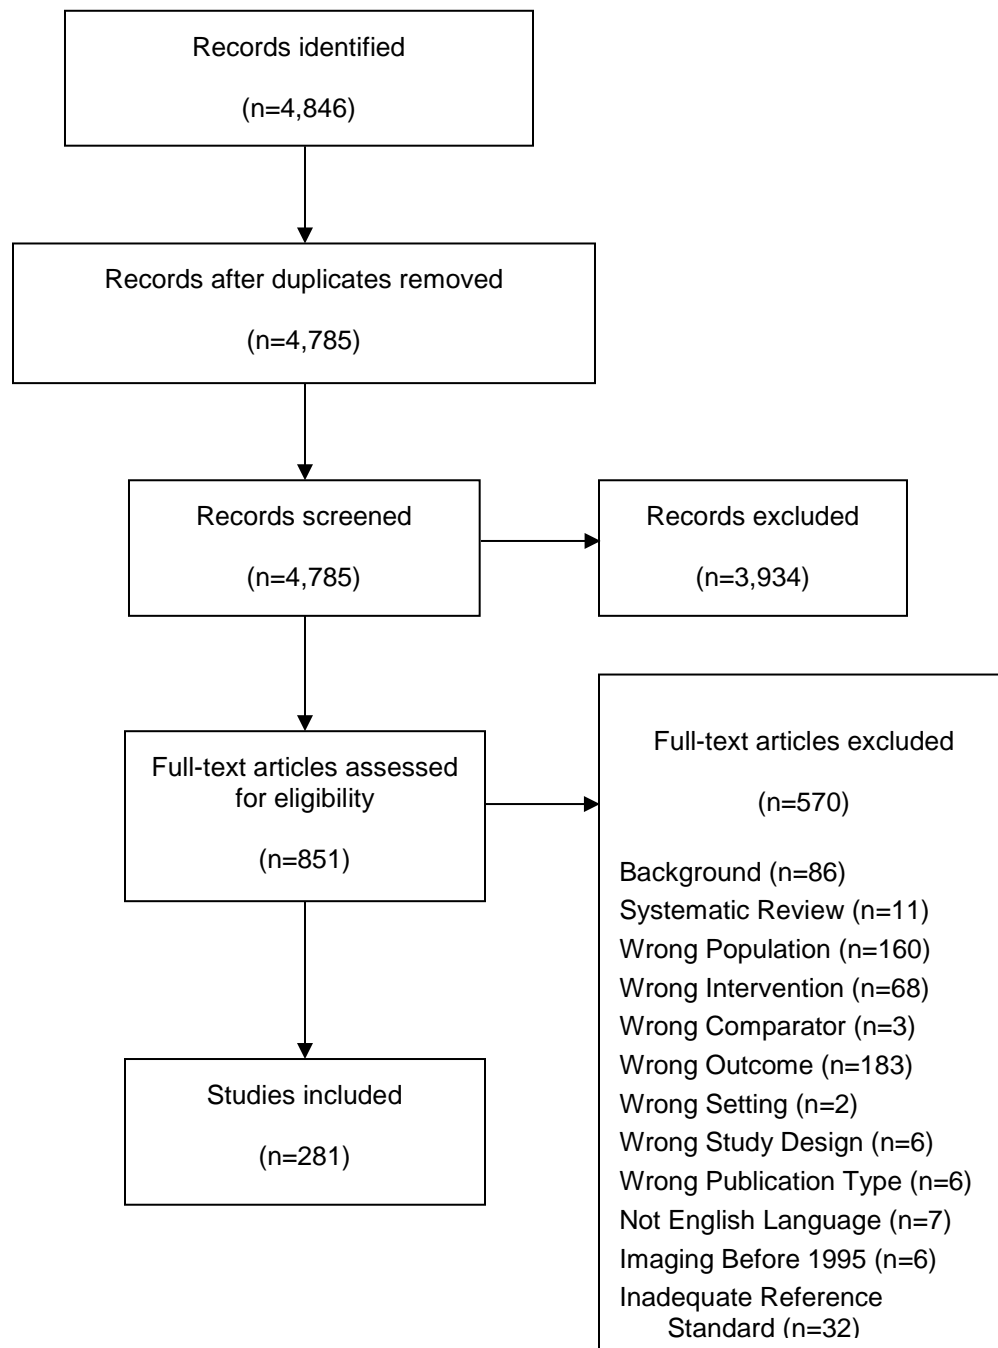 Records identified
(n=4,846)
Records after duplicates removed
(n=4,785)
Records screened
(n=4,785)
Records excluded
(n=3,934)
Full-text articles assessed
for eligibility
(n=851)
Full-text articles excluded
(n=570)
Background (n=86)
Systematic Review (n=11)
Wrong Population (n=160)
Wrong Intervention (n=68)
Wrong Comparator (n=3)
Wrong Outcome (n=183)
Wrong Setting (n=2)
Wrong Study Design (n=6)
Wrong Publication Type (n=6)
Not English Language (n=7)
Imaging Before 1995 (n=6)
Inadequate Reference
Standard (n=32)
Studies included
(n=281)